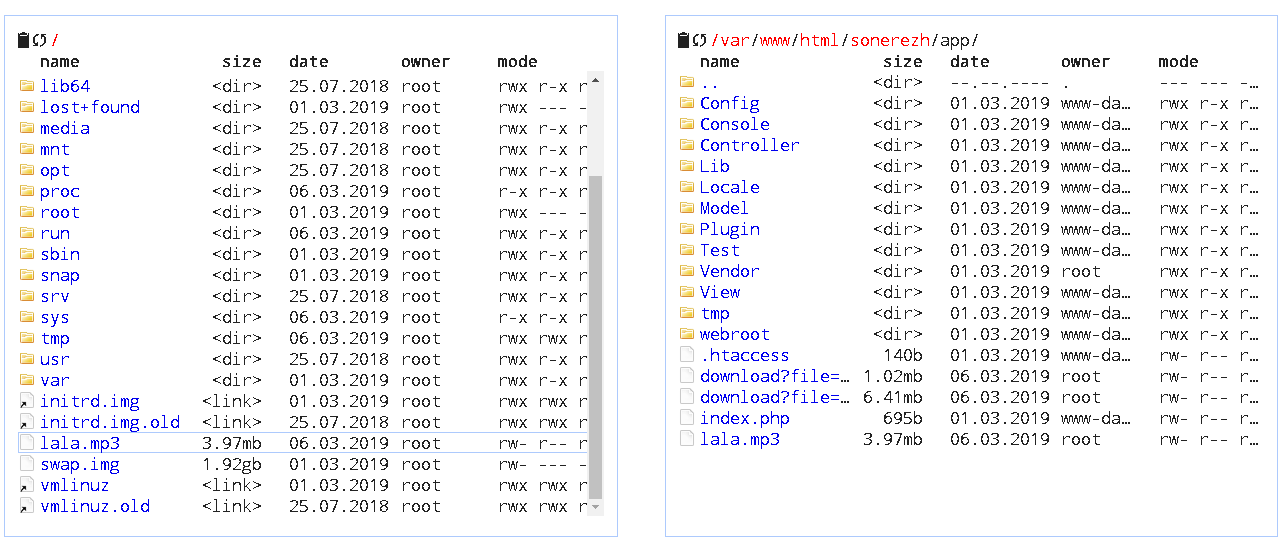 /
name size date owner mode
lib64 <dir> 25.07.2018 root rwx r-x r
lost+found <dir> 01.03.2019 root rwx --- -
media <dir> 25.07.2018 root rwx r-x r
mnt <dir> 25.07.2018 root rwx r-x r
opt <dir> 25.07.2018 root rwx r-x r
proc <dir> 06.03.2019 root r-x r-x r
root <dir> 01.03.2019 root rwx --- -
run <dir> 06.03.2019 root rwx r-x r
sbin <dir> 01.03.2019 root rwx r-x r
snap <dir> 01.03.2019 root rwx r-x r
srv <dir> 25.07.2018 root rwx r-x r
sys <dir> 06.03.2019 root r-x r-x r
tmp <dir> 06.03.2019 root rwx rwx r
usr <dir> 25.07.2018 root rwx r-x r
var <dir> 01.03.2019 root rwx r-x r
initrd.img <link> 01.03.2019 root rwx rwx r
initrd.img.old <link> 25.07.2018 root rwx rwx r
lala.mp3 3.97mb 06.03.2019 root rw- r-- r
swap.img 1.92gb 01.03.2019 root rw- --- -
vmlinuz <link> 01.03.2019 root rwx rwx r
vmlinuz.old <link> 25.07.2018 root rwx rwx r
/var/www/html/sonerezh/app/
name size date owner mode
.. <dir> --.--.---- . --- --- -…
Config <dir> 01.03.2019 www-da… rwx r-x r…
Console <dir> 01.03.2019 www-da… rwx r-x r…
Controller <dir> 01.03.2019 www-da… rwx r-x r…
Lib <dir> 01.03.2019 www-da… rwx r-x r…
Locale <dir> 01.03.2019 www-da… rwx r-x r…
Model <dir> 01.03.2019 www-da… rwx r-x r…
Plugin <dir> 01.03.2019 www-da… rwx r-x r…
Test <dir> 01.03.2019 www-da… rwx r-x r…
Vendor <dir> 01.03.2019 root rwx r-x r…
View <dir> 01.03.2019 www-da… rwx r-x r…
tmp <dir> 01.03.2019 www-da… rwx r-x r…
webroot <dir> 01.03.2019 www-da… rwx r-x r…
.htaccess 140b 01.03.2019 www-da… rw- r-- r…
download?file=… 1.02mb 06.03.2019 root rw- r-- r…
download?file=… 6.41mb 06.03.2019 root rw- r-- r…
index.php 695b 01.03.2019 www-da… rw- r-- r…
lala.mp3 3.97mb 06.03.2019 root rw- r-- r…